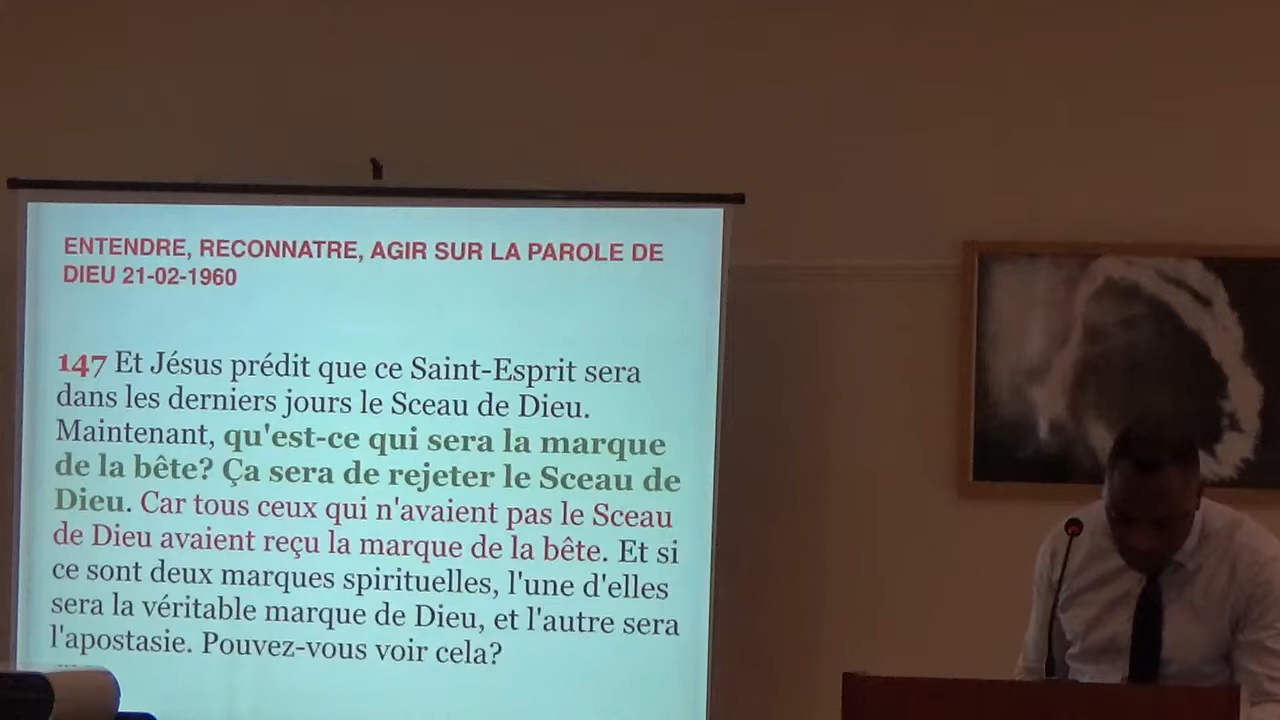 ENTENDRE, RECONNATRE, AGIR SUR LA PAROLE DE
DIEU 21-02-1960
147 Et Jésus prédit que ce Saint-Esprit sera
dans les derniers jours le Sceau de Dieu.
Maintenant, qu'est-ce qui sera la marque
de la bête? Ça sera de rejeter le Sceau de
Dieu. Car tous ceux qui n'avaient pas le Sceau
de Dieu avaient reçu la marque de la bête. Et si
ce sont deux marques spirituelles, l'une d'elles
sera la véritable marque de Dieu, et l'autre sera
l'apostasie. Pouvez-vous voir cela?